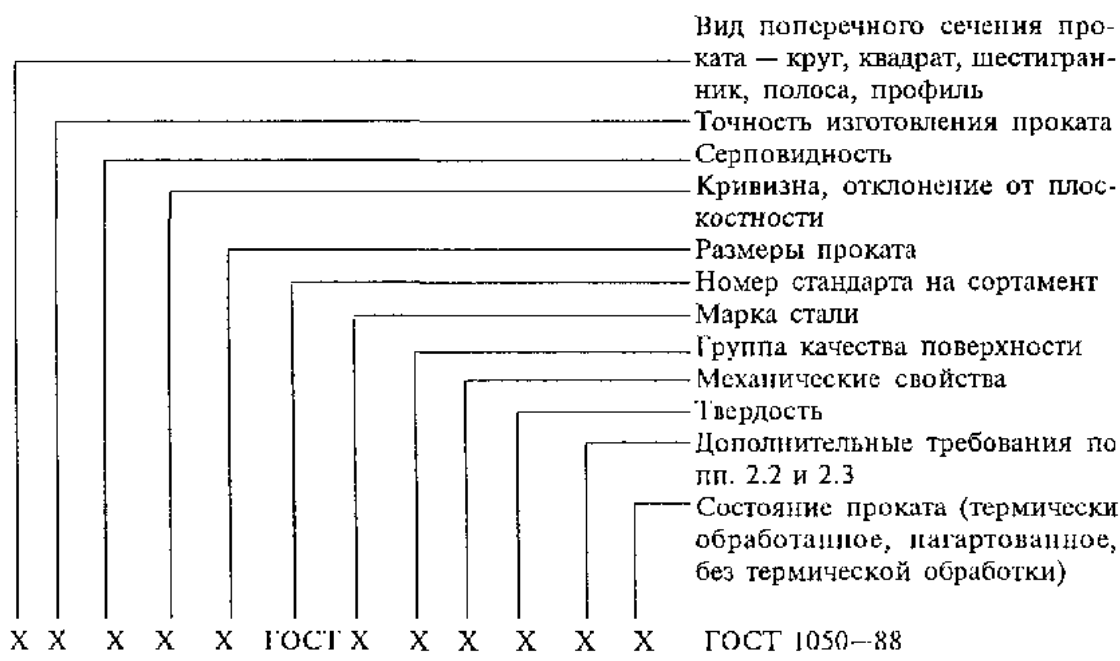 Вид поперечного сечения про-
ката — круг, квадрат, шестигран-
ник, полоса, профиль
Точность изготовления проката
Серповидность
Кривизна, отклонение от плос-
костности
Размеры проката
Номер стандарта на сортамент
Марка стали
Группа качества поверхности
Механические свойства
Твердость
Дополнительные требования по
пп. 2.2 и 2.3
Состояние проката (термически
обработанное, нагартованное,
без термической обработки)
X X X X X ГОСТ X X X X X X ГОСТ 1050—88